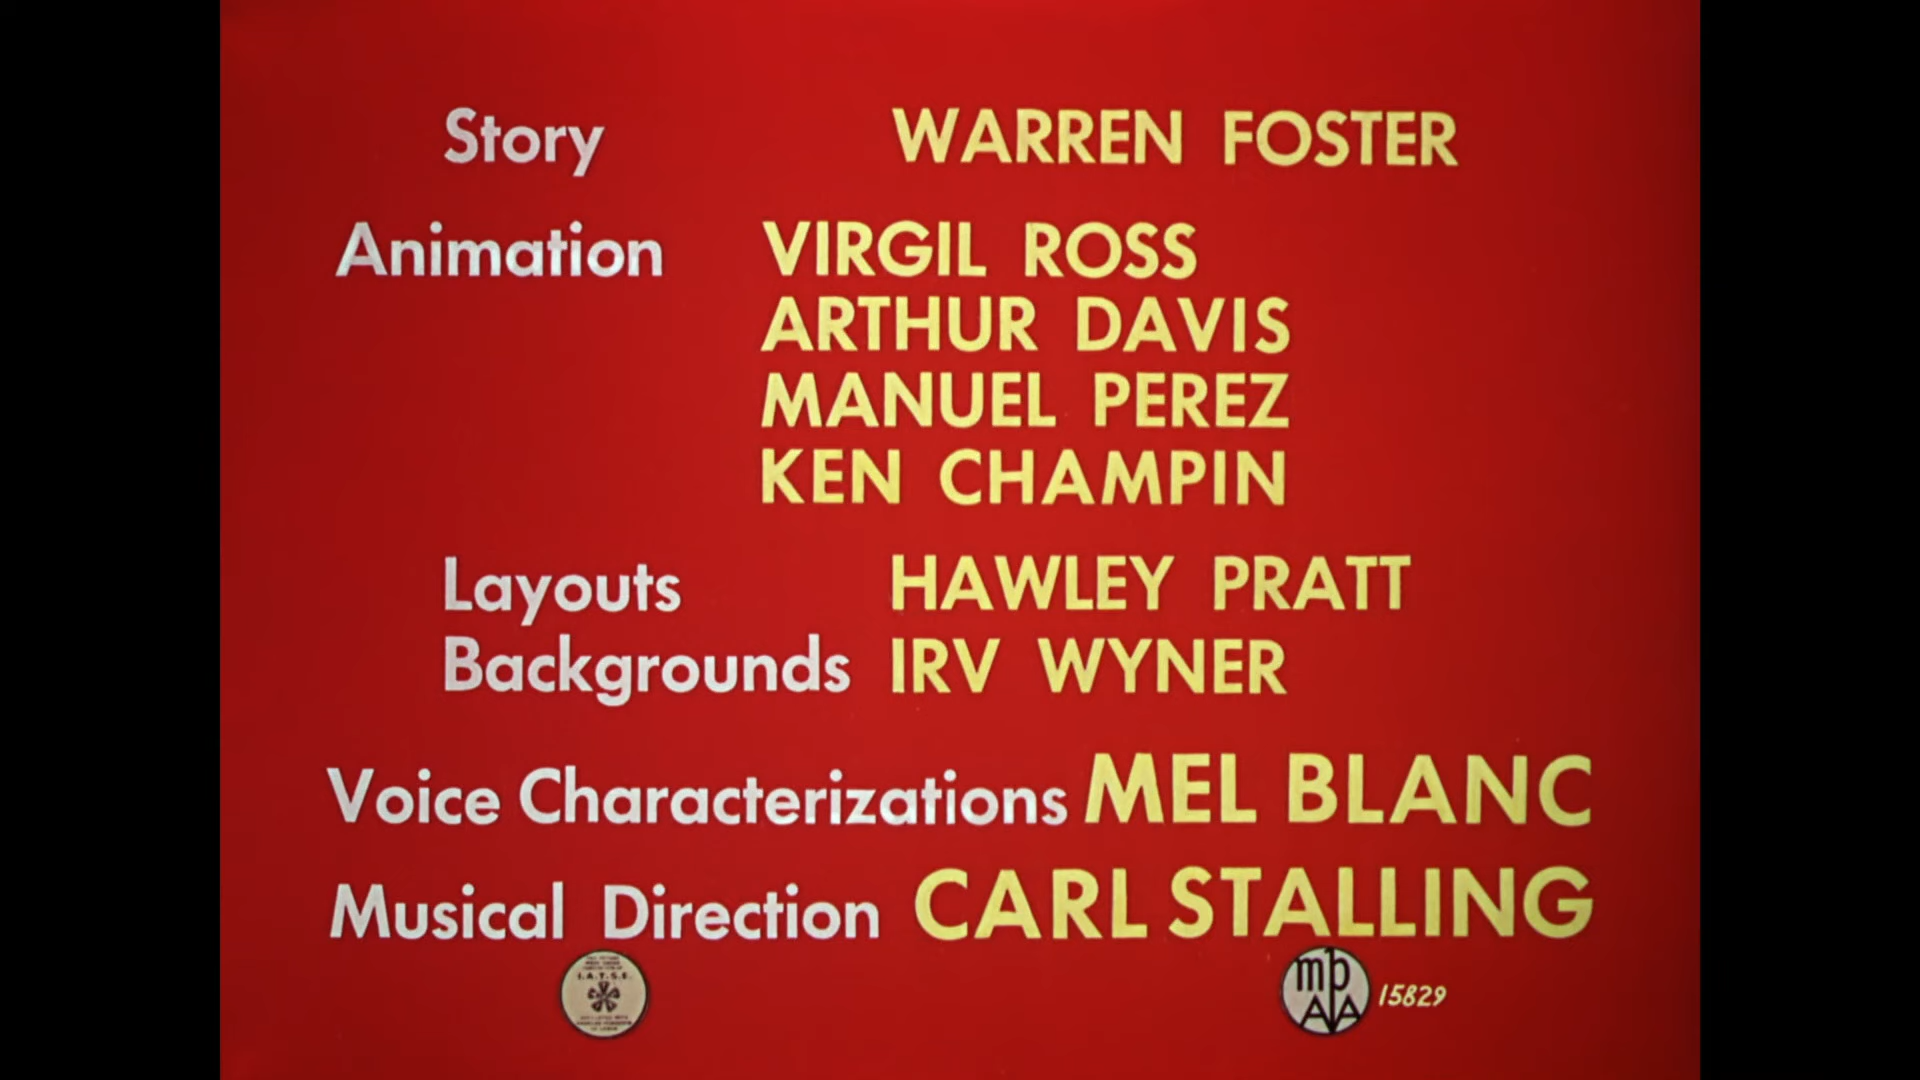 Story WARREN FOSTER
Animation VIRGIL ROSS
ARTHUR DAVIS
MANUEL PEREZ
KEN CHAMPIN
Layouts HAWLEY PRATT
Backgrounds IRV WYNER
Voice Characterizations MEL BLANC
Musical Direction CARL STALLING
I.A.T.S.E.
mpAA 15829